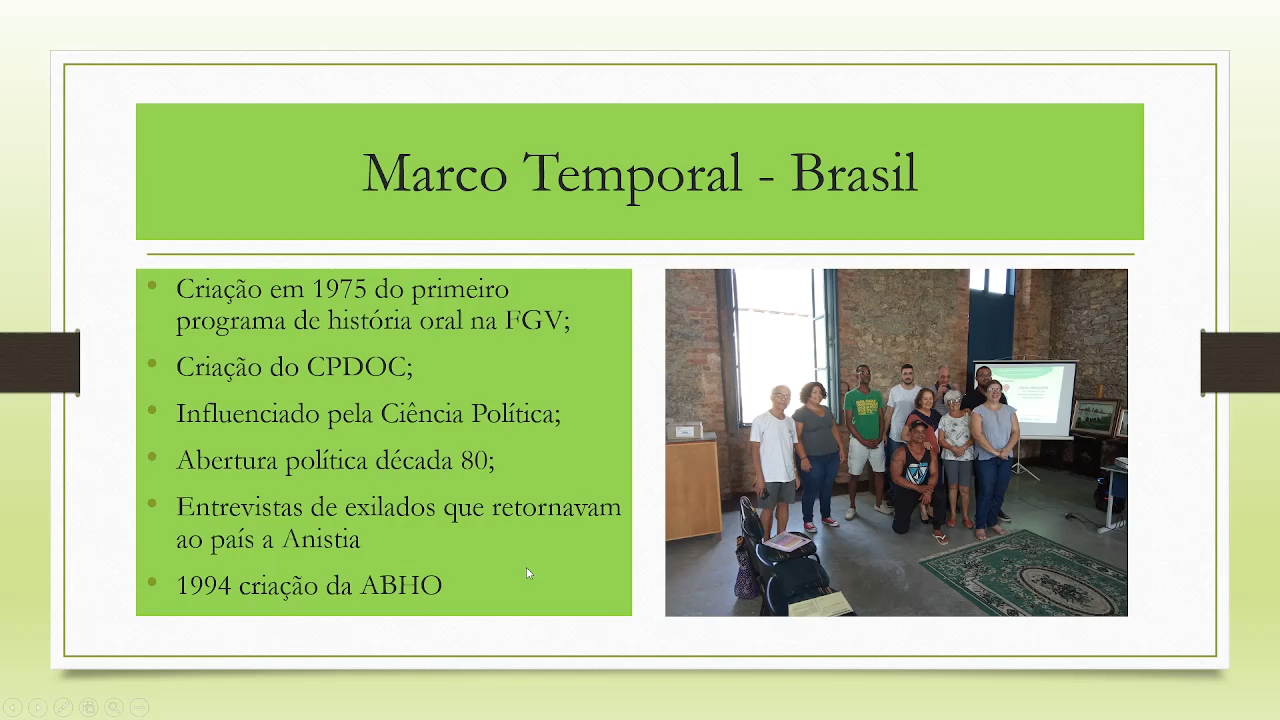 Marco Temporal - Brasil
• Criação em 1975 do primeiro
programa de história oral na FGV;
• Criação do CPDOC;
• Influenciado pela Ciência Política;
• Abertura política década 80;
• Entrevistas de exilados que retornavam
ao país a Anistia
• 1994 criação da ABHO